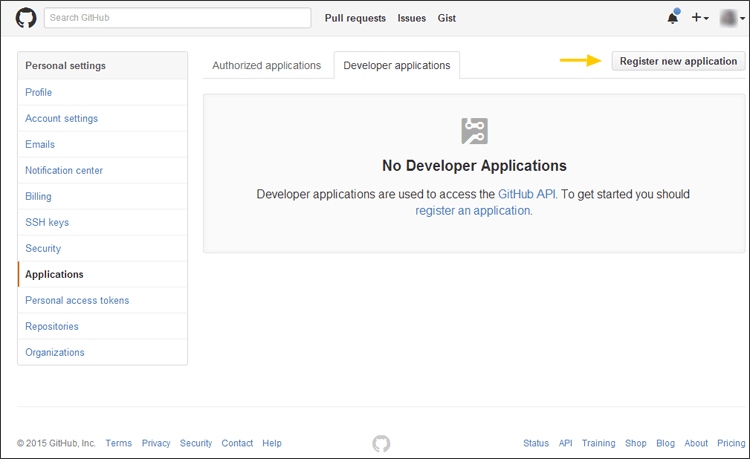 Search GitHub Pull requests Issues Gist
Personal settings
Profile
Account settings
Emails
Notification center
Billing
SSH keys
Security
Applications
Personal access tokens
Repositories
Organizations
Authorized applications Developer applications Register new application
No Developer Applications
Developer applications are used to access the GitHub API. To get started you should
register an application.
© 2015 GitHub, Inc. Terms Privacy Security Contact Help Status API Training Shop Blog About Pricing